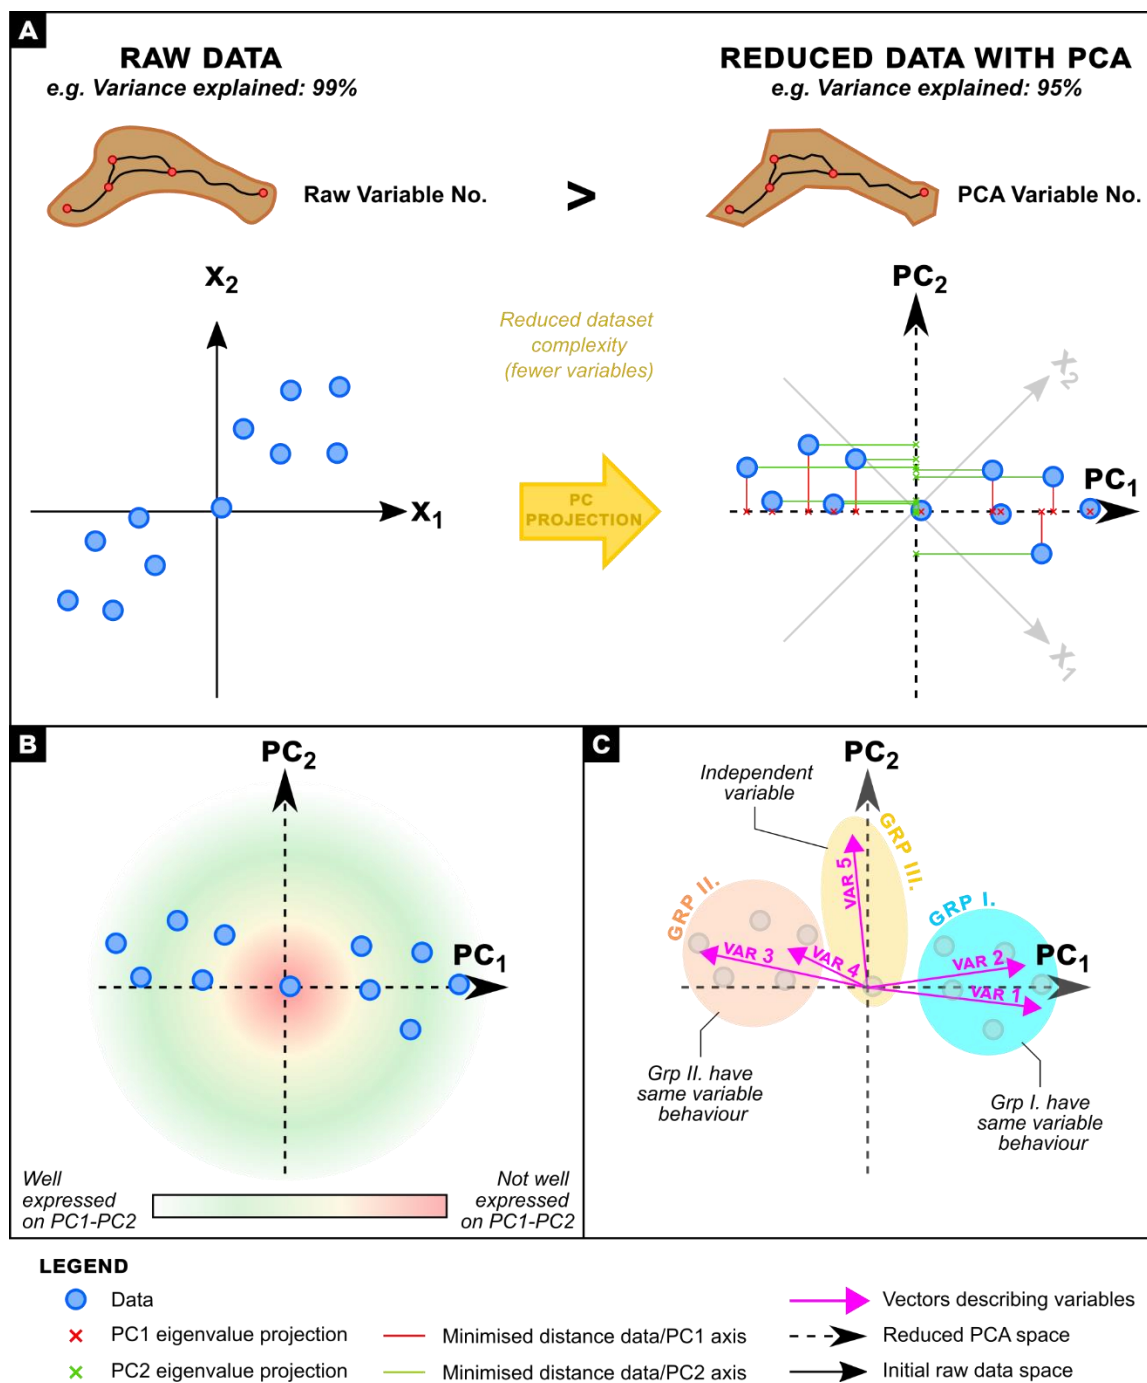 A
RAW DATA
e.g. Variance explained: 99%
REDUCED DATA WITH PCA
e.g. Variance explained: 95%
Raw Variable No.
>
PCA Variable No.
X2
X1
Reduced dataset
complexity
(fewer variables)
PC
PROJECTION
PC2
X2
PC1
X1
B
PC2
PC1
Well
expressed
on PC1-PC2
Not well
expressed
on PC1-PC2
C
PC2
Independent
variable
GRP III.
VAR 5
GRP II.
GRP I.
VAR 3
VAR 4
VAR 2
PC1
VAR 1
Grp II. have
same variable
behaviour
Grp I. have
same variable
behaviour
LEGEND
Data
PC1 eigenvalue projection
PC2 eigenvalue projection
Minimised distance data/PC1 axis
Minimised distance data/PC2 axis
Vectors describing variables
Reduced PCA space
Initial raw data space